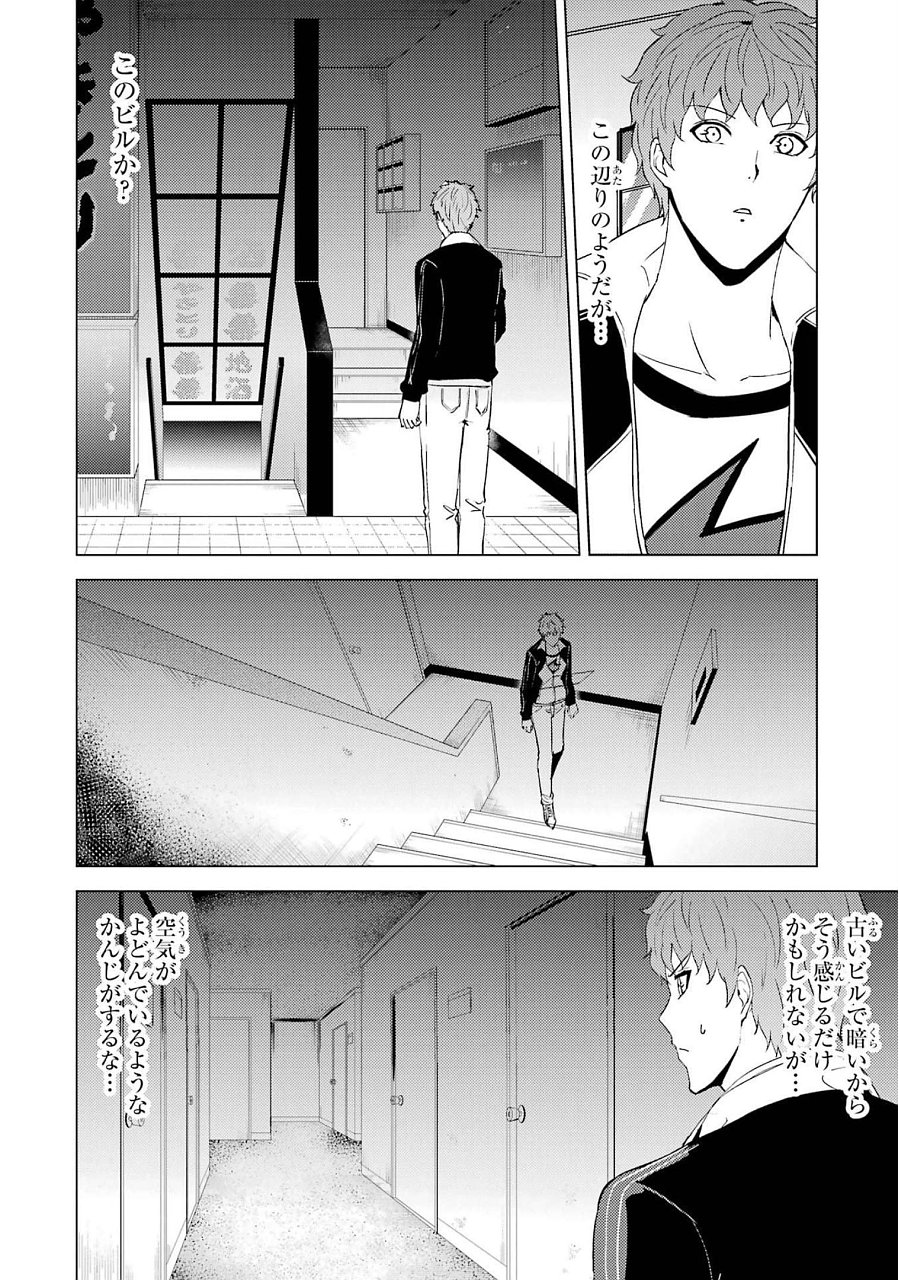 この辺りのようだが…
このビルか?
古いビルで暗いから
そう感じるだけ
かもしれないが…
空気が
よどんでいるような
かんじがするな…